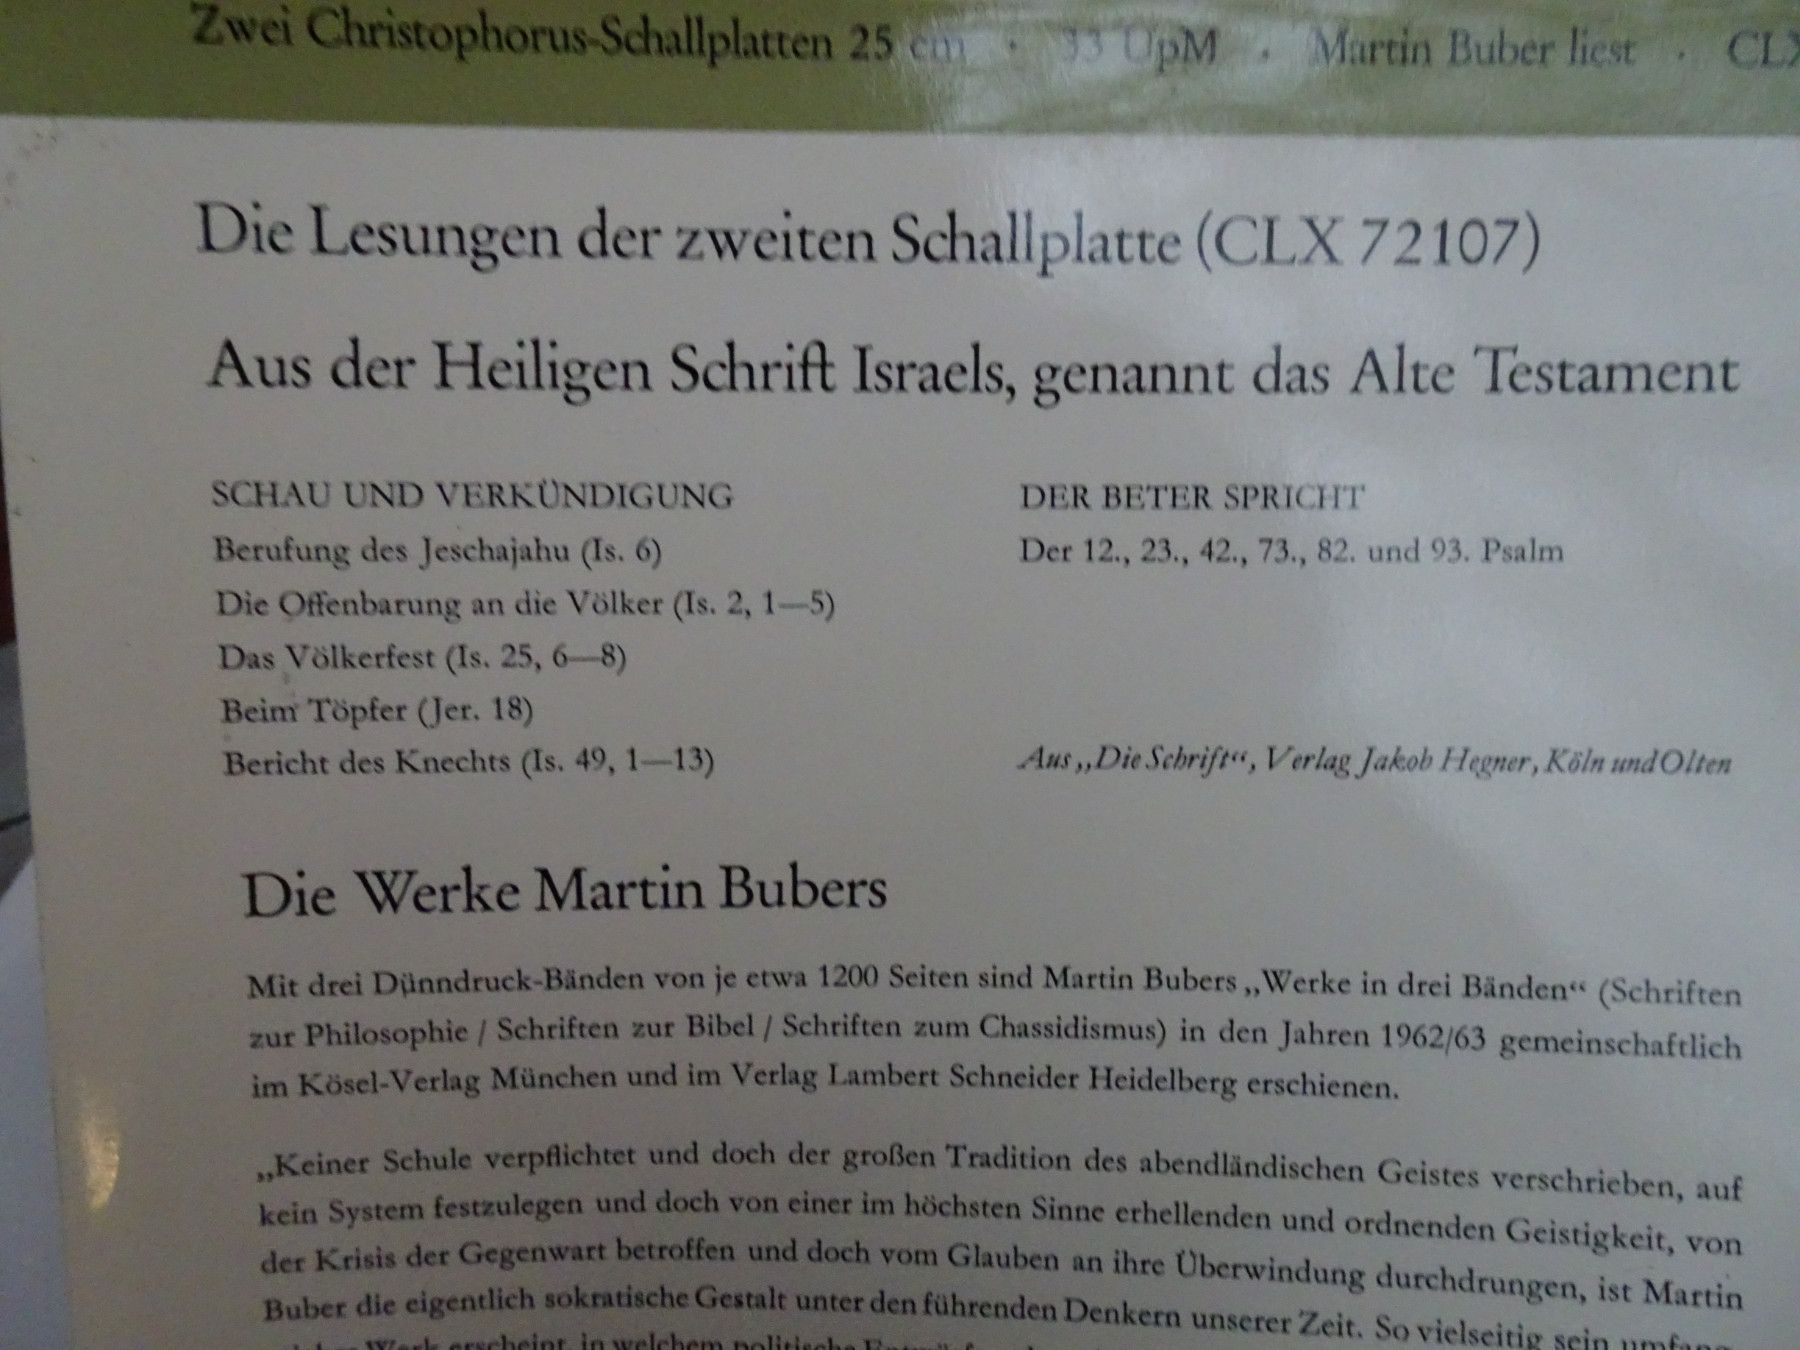 Zwei Christophorus-Schallplatten 25 cm · 33 UpM · Martin Buber liest · CLX
Die Lesungen der zweiten Schallplatte (CLX 72107)
Aus der Heiligen Schrift Israels, genannt das Alte Testament
SCHAU UND VERKÜNDIGUNG
Berufung des Jeschajahu (Is. 6)
Die Offenbarung an die Völker (Is. 2, 1—5)
Das Völkerfest (Is. 25, 6—8)
Beim Töpfer (Jer. 18)
Bericht des Knechts (Is. 49, 1—13)
DER BETER SPRICHT
Der 12., 23., 42., 73., 82. und 93. Psalm
Aus „Die Schrift“, Verlag Jakob Hegner, Köln und Olten
Die Werke Martin Bubers
Mit drei Dünndruck-Bänden von je etwa 1200 Seiten sind Martin Bubers „Werke in drei Bänden“ (Schriften
zur Philosophie / Schriften zur Bibel / Schriften zum Chassidismus) in den Jahren 1962/63 gemeinschaftlich
im Kösel-Verlag München und im Verlag Lambert Schneider Heidelberg erschienen.
„Keiner Schule verpflichtet und doch der großen Tradition des abendländischen Geistes verschrieben, auf
kein System festzulegen und doch von einer im höchsten Sinne erhellenden und ordnenden Geistigkeit, von
der Krisis der Gegenwart betroffen und doch vom Glauben an ihre Überwindung durchdrungen, ist Martin
Buber die eigentlich sokratische Gestalt unter den führenden Denkern unserer Zeit. So vielseitig sein umfang-
Werk erscheint, in welchem politische